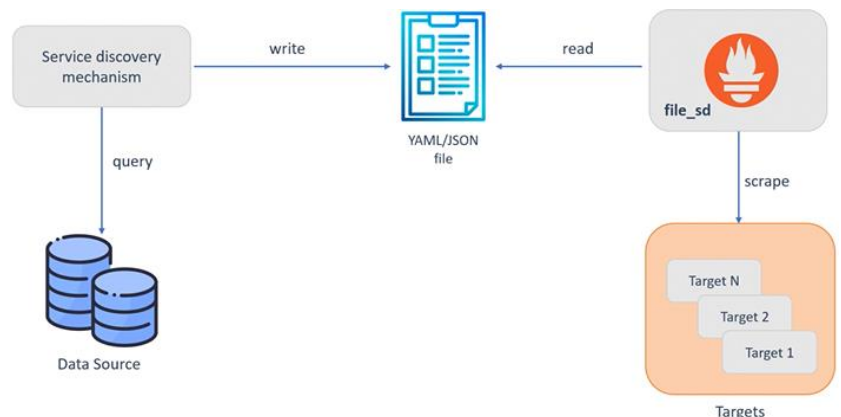 Service discovery
mechanism
write
read
YAML/JSON
file
file_sd
query
scrape
Data Source
Target N
Target 2
Target 1
Targets